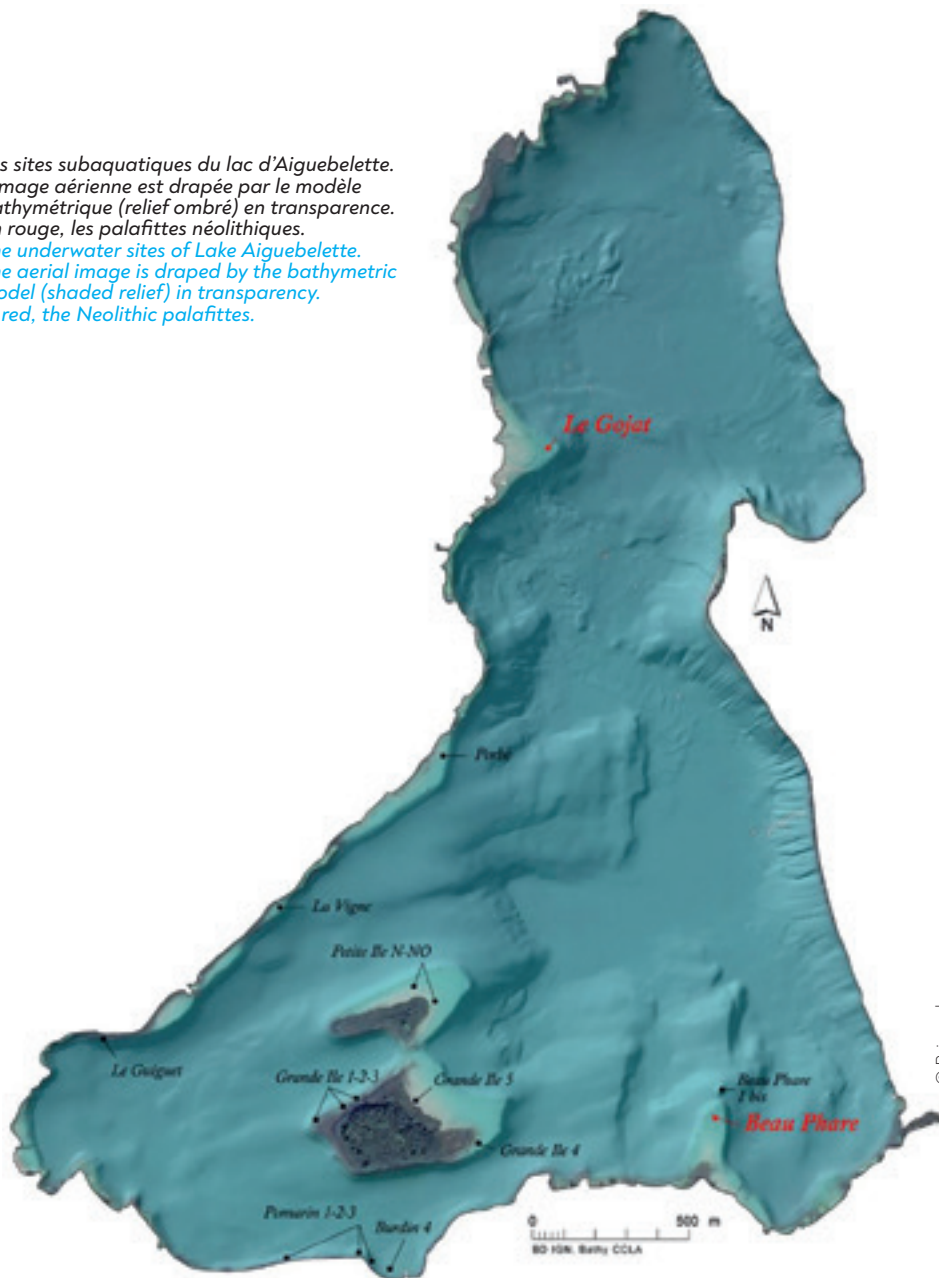 s sites subaquatiques du lac d'Aiguebelette.
image aérienne est drapée par le modèle
athymétrique (relief ombré) en transparence.
n rouge, les palafittes néolithiques.
ne underwater sites of Lake Aiguebelette.
ne aerial image is draped by the bathymetric
odel (shaded relief) in transparency.
red, the Neolithic palafittes.
Le Gojat
N
Porbé
La Vigne
Petite Ile N-NO
Le Guiguet
Grande Ile 1-2-3
Grande Ile 5
Beau Phare
1 bis
Beau Phare
Grande Ile 4
Pomarin 1-2-3
Burdin 4
0 500 m
BD IGN, Bathy CCLA